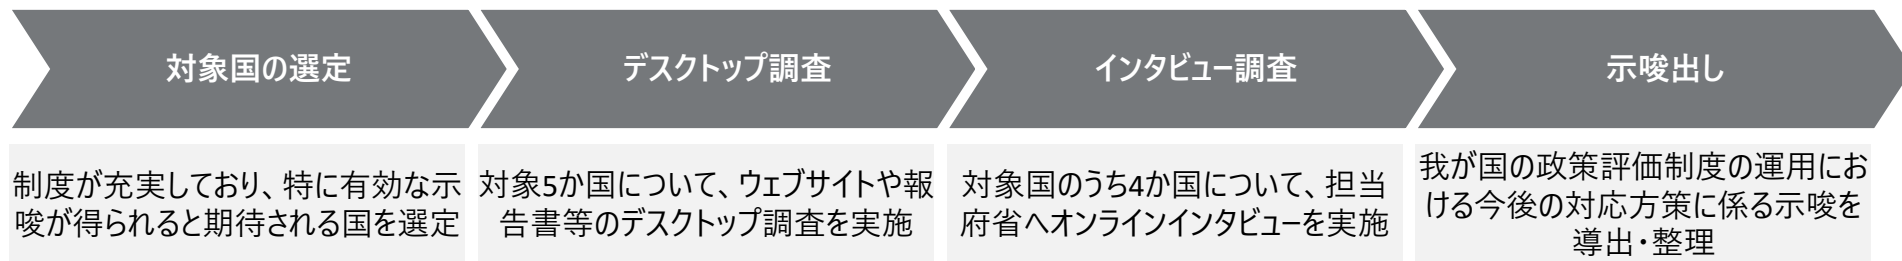 対象国の選定
デスクトップ調査
インタビュー調査
示唆出し
制度が充実しており、特に有効な示
唆が得られると期待される国を選定
対象5か国について、ウェブサイトや報
告書等のデスクトップ調査を実施
対象国のうち4か国について、担当
府省へオンラインインタビューを実施
我が国の政策評価制度の運用にお
ける今後の対応方策に係る示唆を
導出・整理